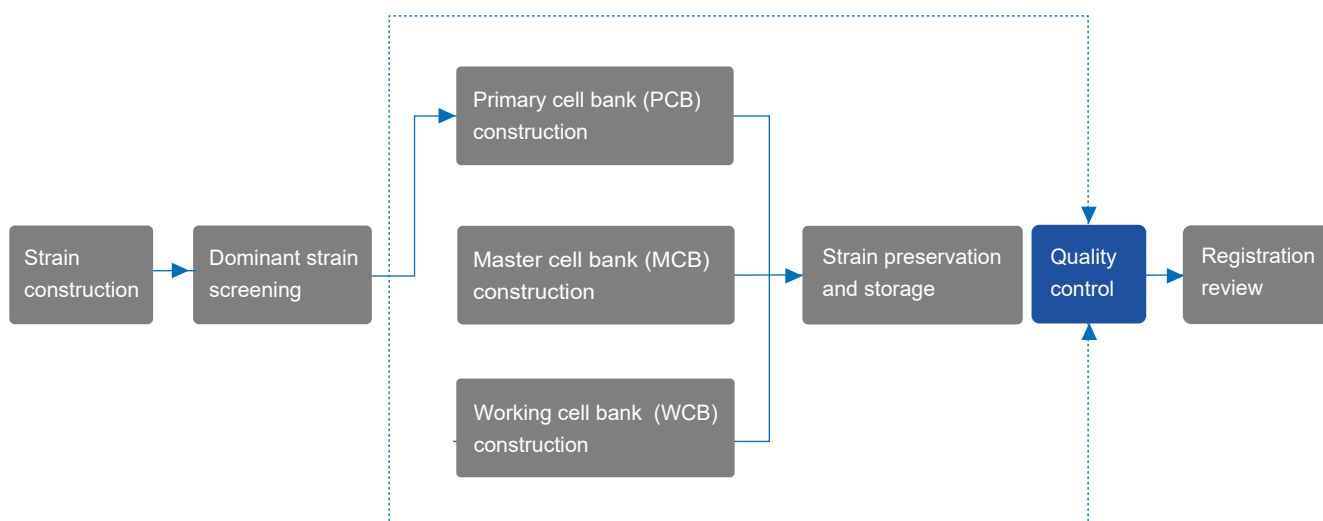 Strain
construction
Dominant strain
screening
Primary cell bank (PCB)
construction
Master cell bank (MCB)
construction
Working cell bank  (WCB)
construction
Strain preservation
and storage
Quality
control
Registration
review